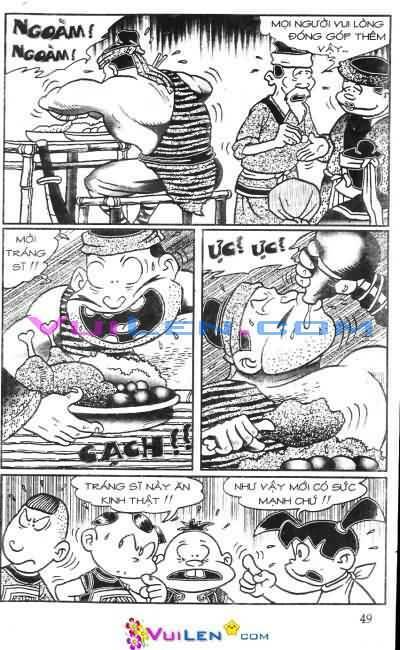 NGOÀM!
NGOÀM!
MỌI NGƯỜI VUI LÒNG
ĐÓNG GÓP THÊM
VẬY...
MỜI
TRÁNG
SĨ !!
CẠCH!!
ỰC! ỰC!
VUILEN.COM
TRÁNG SĨ NÀY ĂN
KINH THẬT !!
NHƯ VẬY MỚI CÓ SỨC
MẠNH CHỨ !
49
VUILEN.COM